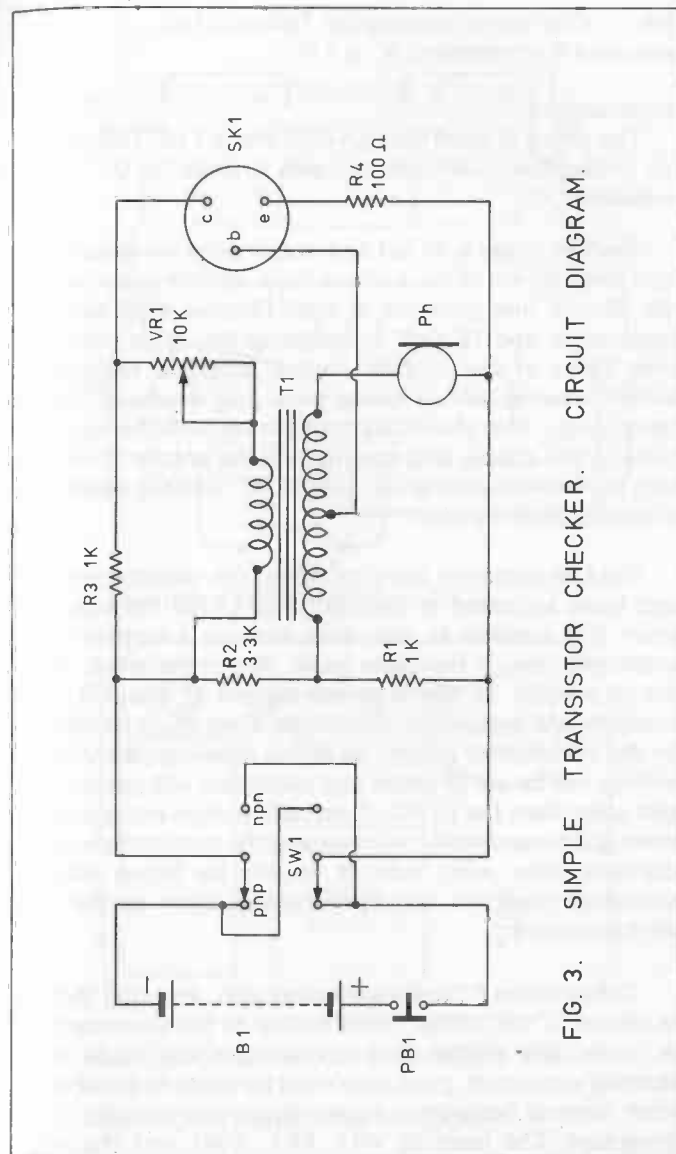 SK1
c
b
e
R4
100 Ω
VR1
10K
T1
Ph
R3 1K
R2
3·3K
R1
1K
npn
pnp
SW1
−
+
B1
PB1
FIG. 3. SIMPLE TRANSISTOR CHECKER. CIRCUIT DIAGRAM.